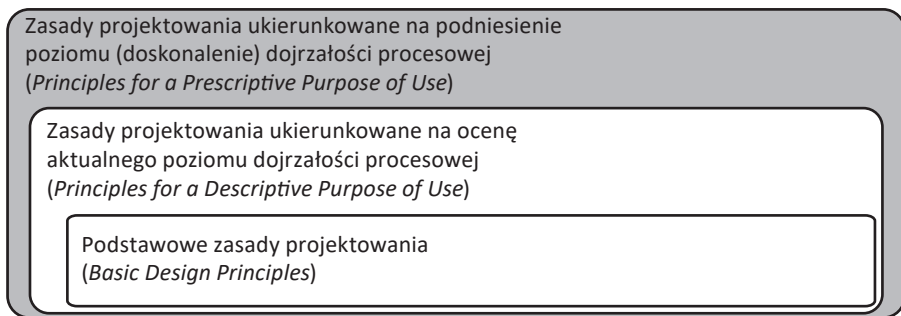 Zasady projektowania ukierunkowane na podniesienie
poziomu (doskonalenie) dojrzałości procesowej
(Principles for a Prescriptive Purpose of Use)
Zasady projektowania ukierunkowane na ocenę
aktualnego poziomu dojrzałości procesowej
(Principles for a Descriptive Purpose of Use)
Podstawowe zasady projektowania
(Basic Design Principles)